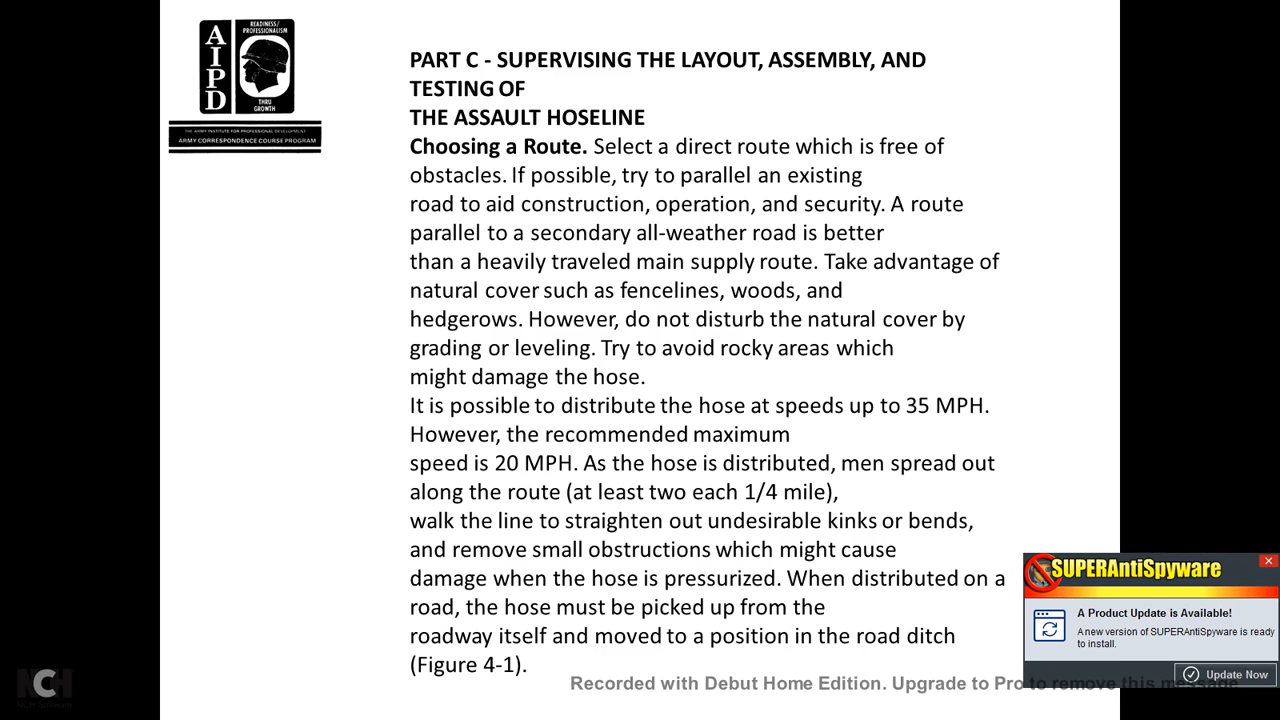 READINESS/
PROFESSIONALISM
AIPD
THRU
GROWTH
THE ARMY INSTITUTE FOR PROFESSIONAL DEVELOPMENT
ARMY CORRESPONDENCE COURSE PROGRAM
PART C - SUPERVISING THE LAYOUT, ASSEMBLY, AND
TESTING OF
THE ASSAULT HOSELINE
Choosing a Route. Select a direct route which is free of
obstacles. If possible, try to parallel an existing
road to aid construction, operation, and security. A route
parallel to a secondary all-weather road is better
than a heavily traveled main supply route. Take advantage of
natural cover such as fencelines, woods, and
hedgerows. However, do not disturb the natural cover by
grading or leveling. Try to avoid rocky areas which
might damage the hose.
It is possible to distribute the hose at speeds up to 35 MPH.
However, the recommended maximum
speed is 20 MPH. As the hose is distributed, men spread out
along the route (at least two each 1/4 mile),
walk the line to straighten out undesirable kinks or bends,
and remove small obstructions which might cause
damage when the hose is pressurized. When distributed on a
road, the hose must be picked up from the
roadway itself and moved to a position in the road ditch
(Figure 4-1).
SUPERAntiSpyware
A Product Update is Available!
A new version of SUPERAntiSpyware is ready
to install.
Update Now
NCH
NCH Software
Recorded with Debut Home Edition. Upgrade to Pro to remove this message